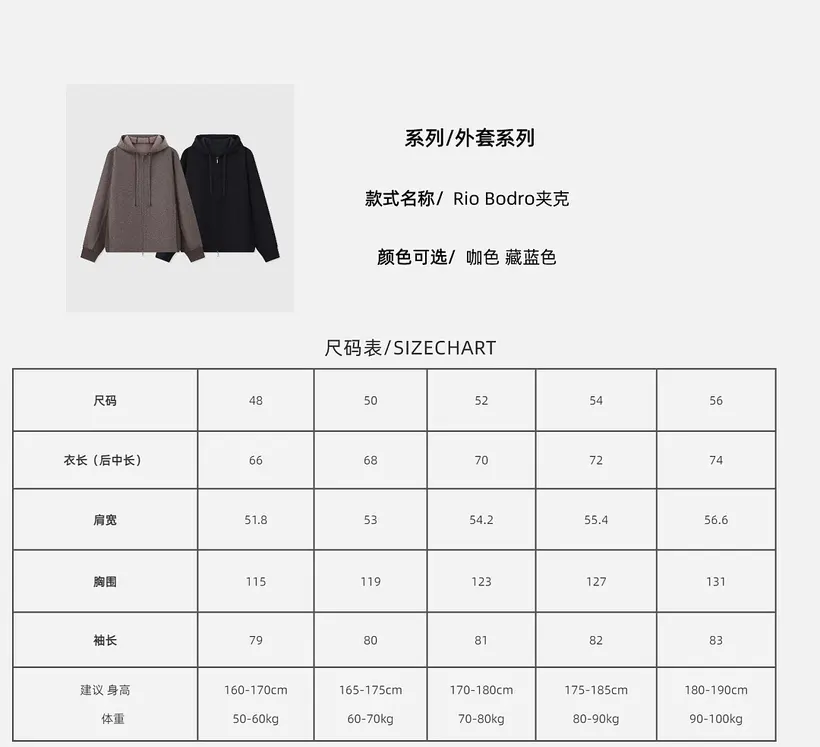 系列/外套系列
款式名称/ Rio Bodro夹克
颜色可选/ 咖色 藏蓝色
尺码表/SIZECHART
尺码 48 50 52 54 56
衣长（后中长） 66 68 70 72 74
肩宽 51.8 53 54.2 55.4 56.6
胸围 115 119 123 127 131
袖长 79 80 81 82 83
建议 身高 160-170cm 165-175cm 170-180cm 175-185cm 180-190cm
体重 50-60kg 60-70kg 70-80kg 80-90kg 90-100kg